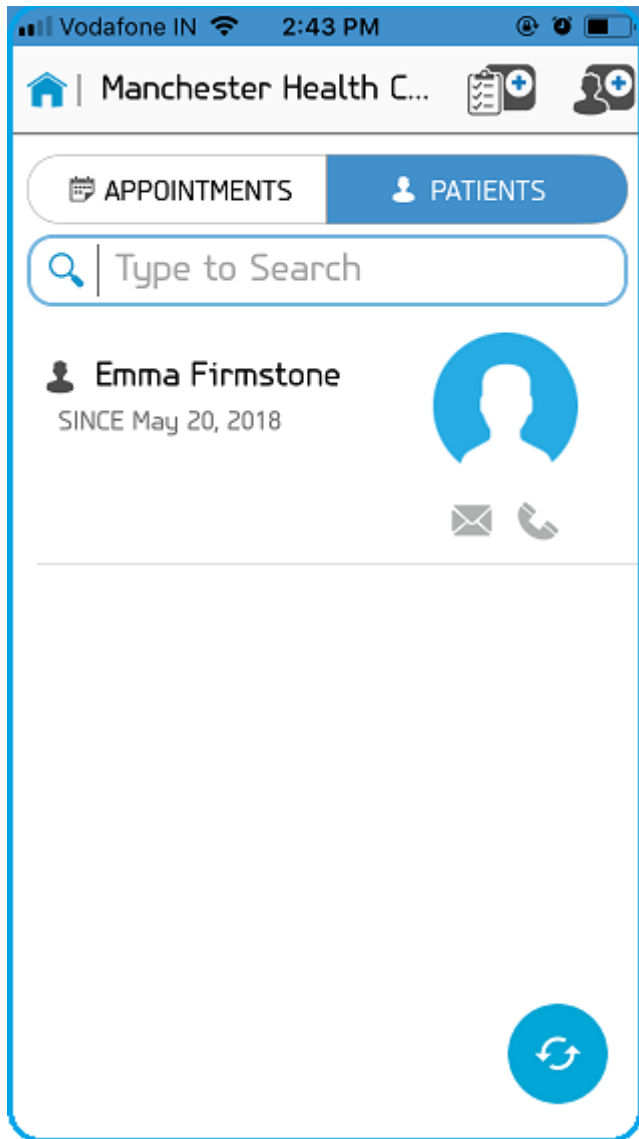 Vodafone IN 2:43 PM
| Manchester Health C...
APPOINTMENTS PATIENTS
Type to Search
Emma Firmstone
SINCE May 20, 2018